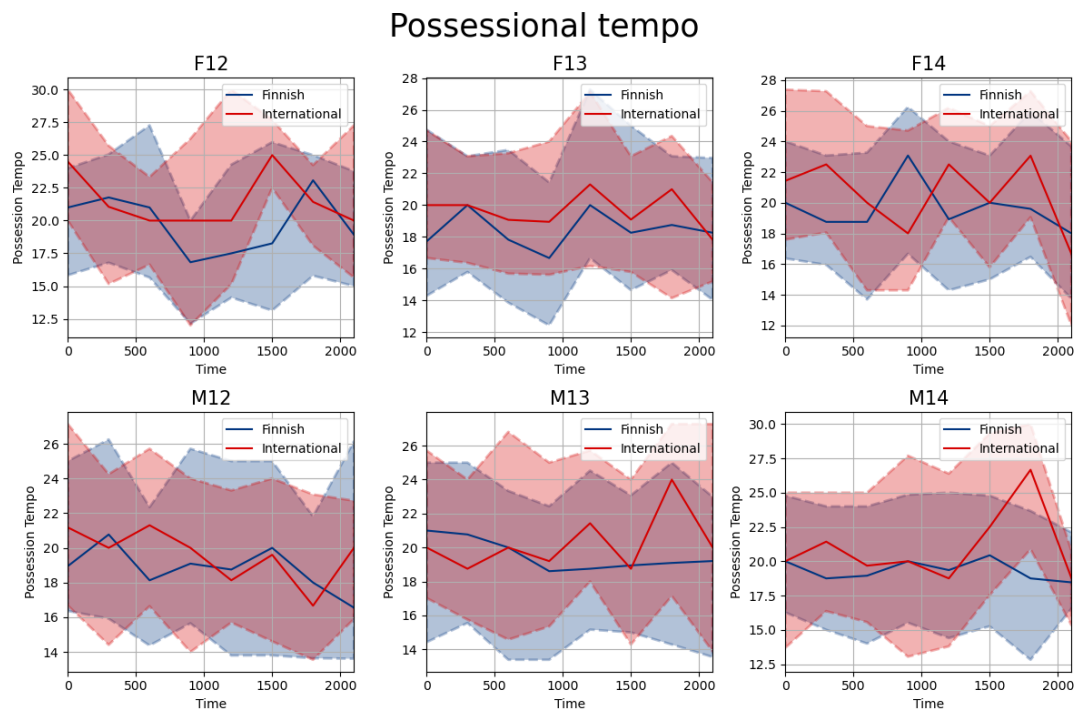 Possessional tempo
F12
F13
F14
Finnish
International
Finnish
International
Finnish
International
Possession Tempo
30.0
27.5
25.0
22.5
20.0
17.5
15.0
12.5
0 500 1000 1500 2000
Time
Possession Tempo
28
26
24
22
20
18
16
14
12
0 500 1000 1500 2000
Time
Possession Tempo
28
26
24
22
20
18
16
14
12
0 500 1000 1500 2000
Time
M12
M13
M14
Finnish
International
Finnish
International
Finnish
International
Possession Tempo
26
24
22
20
18
16
14
0 500 1000 1500 2000
Time
Possession Tempo
26
24
22
20
18
16
14
0 500 1000 1500 2000
Time
Possession Tempo
30.0
27.5
25.0
22.5
20.0
17.5
15.0
12.5
0 500 1000 1500 2000
Time